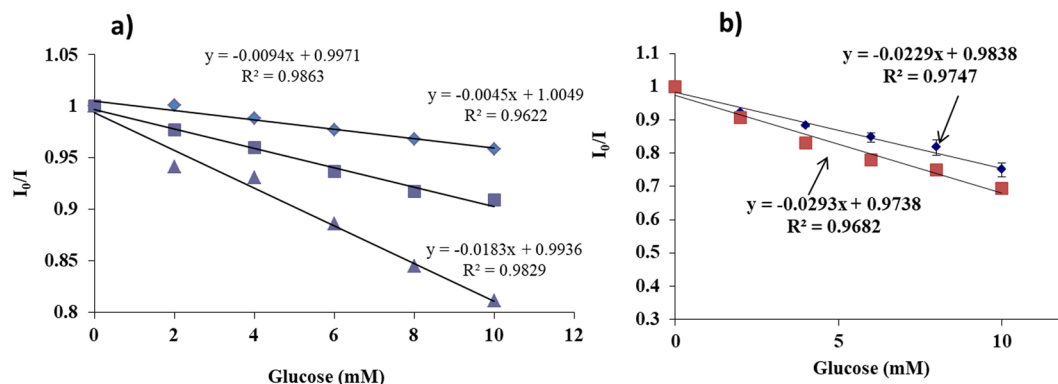 a)
y = -0.0094x + 0.9971
R² = 0.9863
y = -0.0045x + 1.0049
R² = 0.9622
y = -0.0183x + 0.9936
R² = 0.9829
1.05
1
0.95
0.9
0.85
0.8
I₀/I
0 2 4 6 8 10 12
Glucose (mM)
b)
y = -0.0229x + 0.9838
R² = 0.9747
y = -0.0293x + 0.9738
R² = 0.9682
1.1
1
0.9
0.8
0.7
0.6
0.5
0.4
0.3
I₀/I
0 5 10
Glucose (mM)